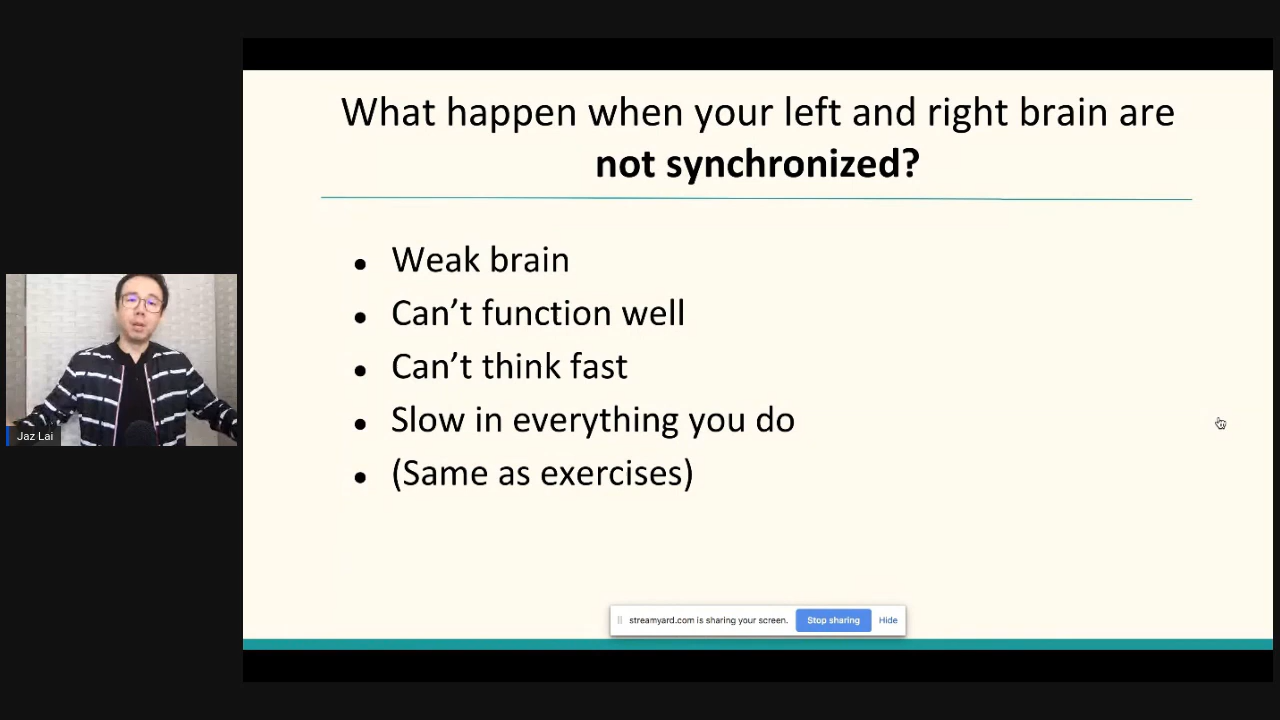 What happen when your left and right brain are
not synchronized?
• Weak brain
• Can’t function well
• Can’t think fast
• Slow in everything you do
• (Same as exercises)
Jaz Lai
streamyard.com is sharing your screen. Stop sharing Hide